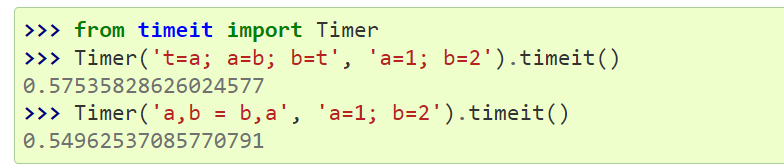 >>> from timeit import Timer
>>> Timer('t=a; a=b; b=t', 'a=1; b=2').timeit()
0.57535828626024577
>>> Timer('a,b = b,a', 'a=1; b=2').timeit()
0.54962537085770791